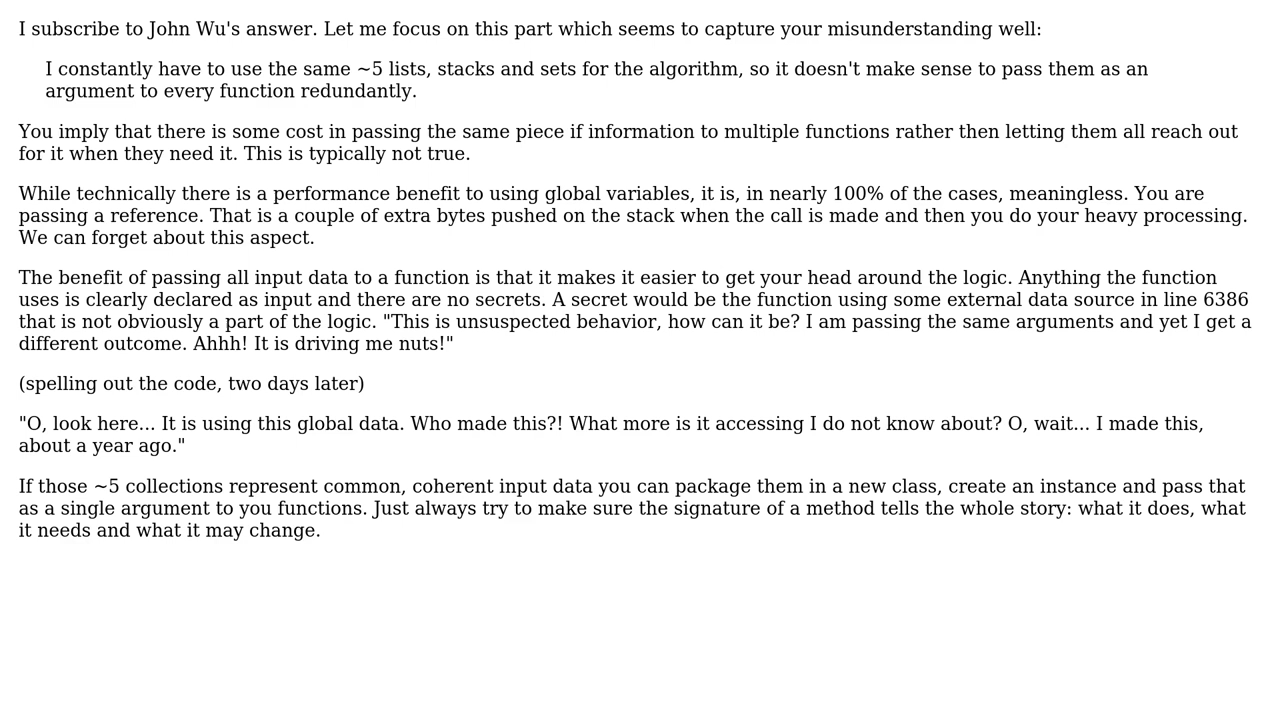 I subscribe to John Wu's answer. Let me focus on this part which seems to capture your misunderstanding well:
I constantly have to use the same ~5 lists, stacks and sets for the algorithm, so it doesn't make sense to pass them as an
argument to every function redundantly.
You imply that there is some cost in passing the same piece if information to multiple functions rather then letting them all reach out
for it when they need it. This is typically not true.
While technically there is a performance benefit to using global variables, it is, in nearly 100% of the cases, meaningless. You are
passing a reference. That is a couple of extra bytes pushed on the stack when the call is made and then you do your heavy processing.
We can forget about this aspect.
The benefit of passing all input data to a function is that it makes it easier to get your head around the logic. Anything the function
uses is clearly declared as input and there are no secrets. A secret would be the function using some external data source in line 6386
that is not obviously a part of the logic. "This is unsuspected behavior, how can it be? I am passing the same arguments and yet I get a
different outcome. Ahhh! It is driving me nuts!"
(spelling out the code, two days later)
"O, look here... It is using this global data. Who made this?! What more is it accessing I do not know about? O, wait... I made this,
about a year ago."
If those ~5 collections represent common, coherent input data you can package them in a new class, create an instance and pass that
as a single argument to you functions. Just always try to make sure the signature of a method tells the whole story: what it does, what
it needs and what it may change.